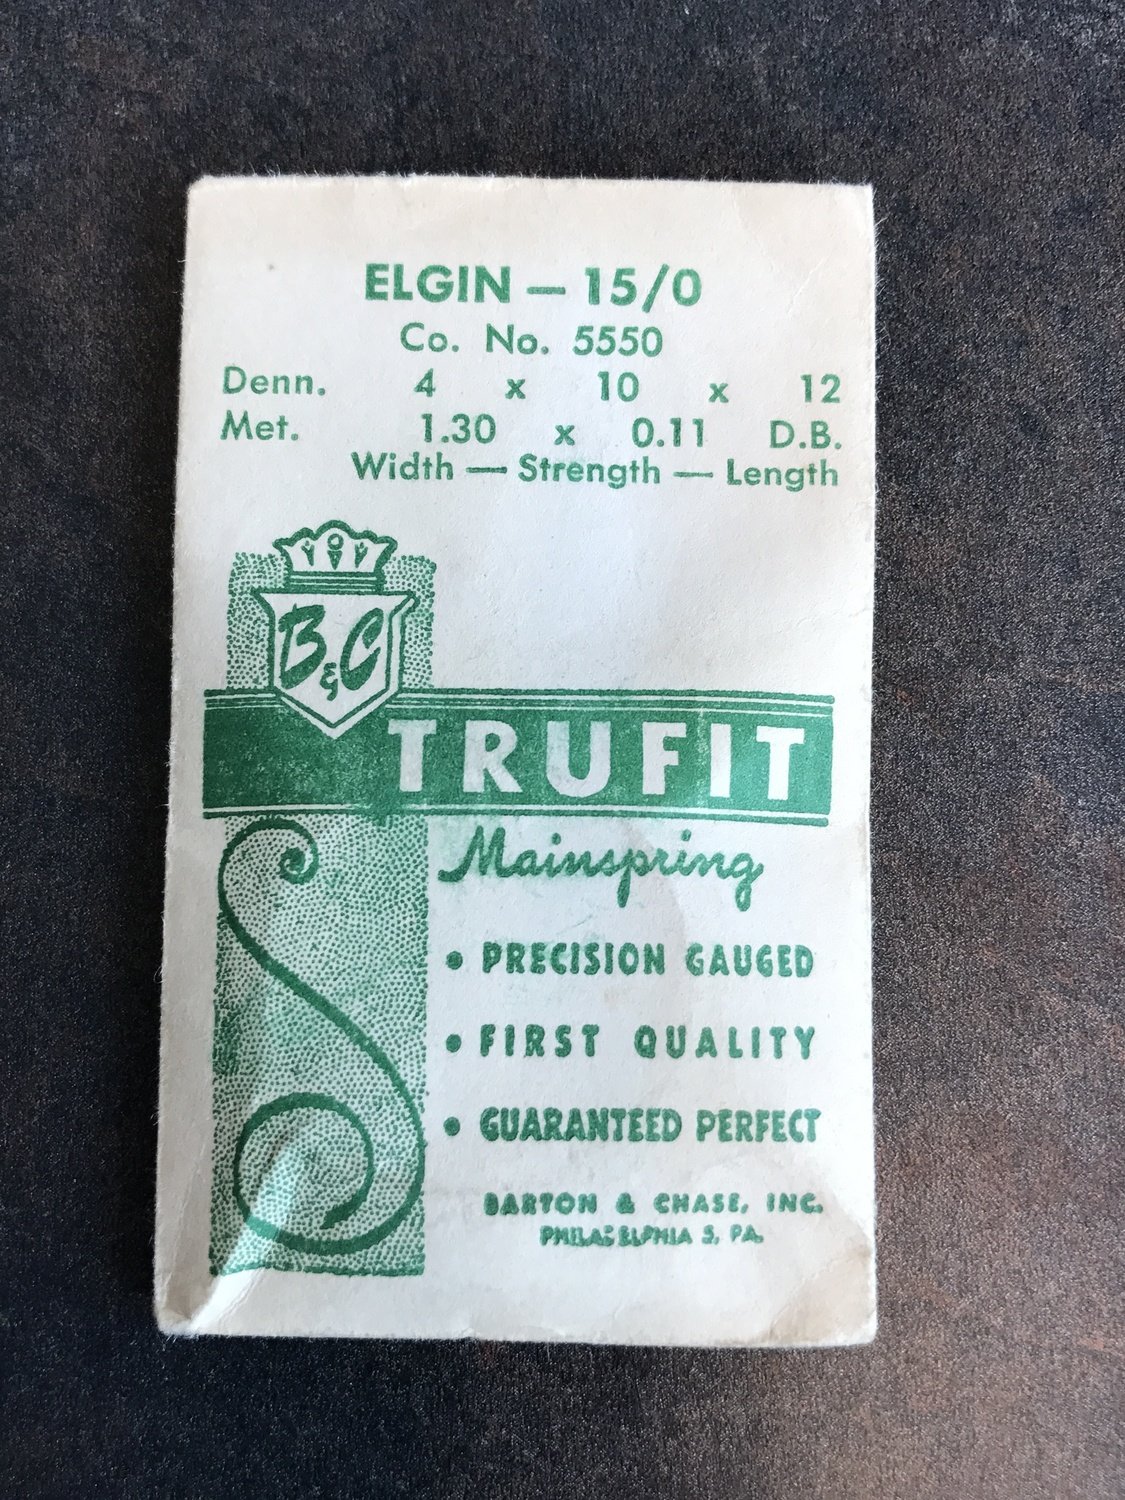 ELGIN — 15/0
Co. No. 5550
Denn. 4 x 10 x 12
Met. 1.30 x 0.11 D.B.
Width — Strength — Length
B & C
TRUFIT
Mainspring
• PRECISION GAUGED
• FIRST QUALITY
• GUARANTEED PERFECT
BARTON & CHASE, INC.
PHILADELPHIA 5, PA.